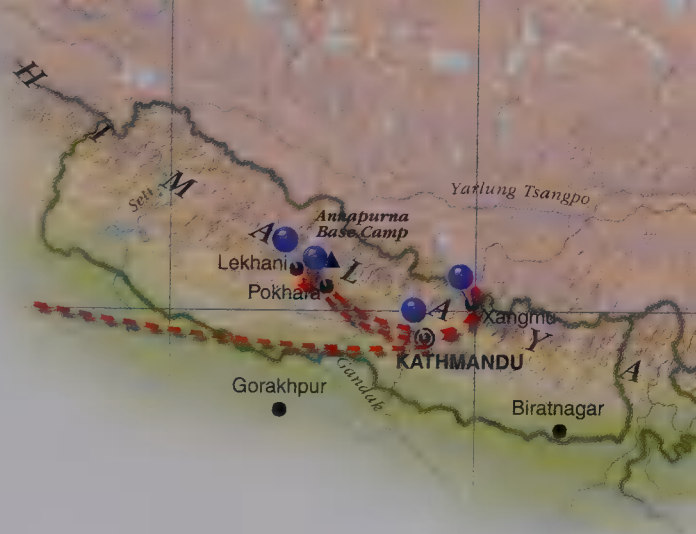 H I M A L A Y A
Seti
Yarlung Tsangpo
Annapurna
Base Camp
Lekhani
Pokhara
Xangmu
KATHMANDU
Gandak
Gorakhpur
Biratnagar